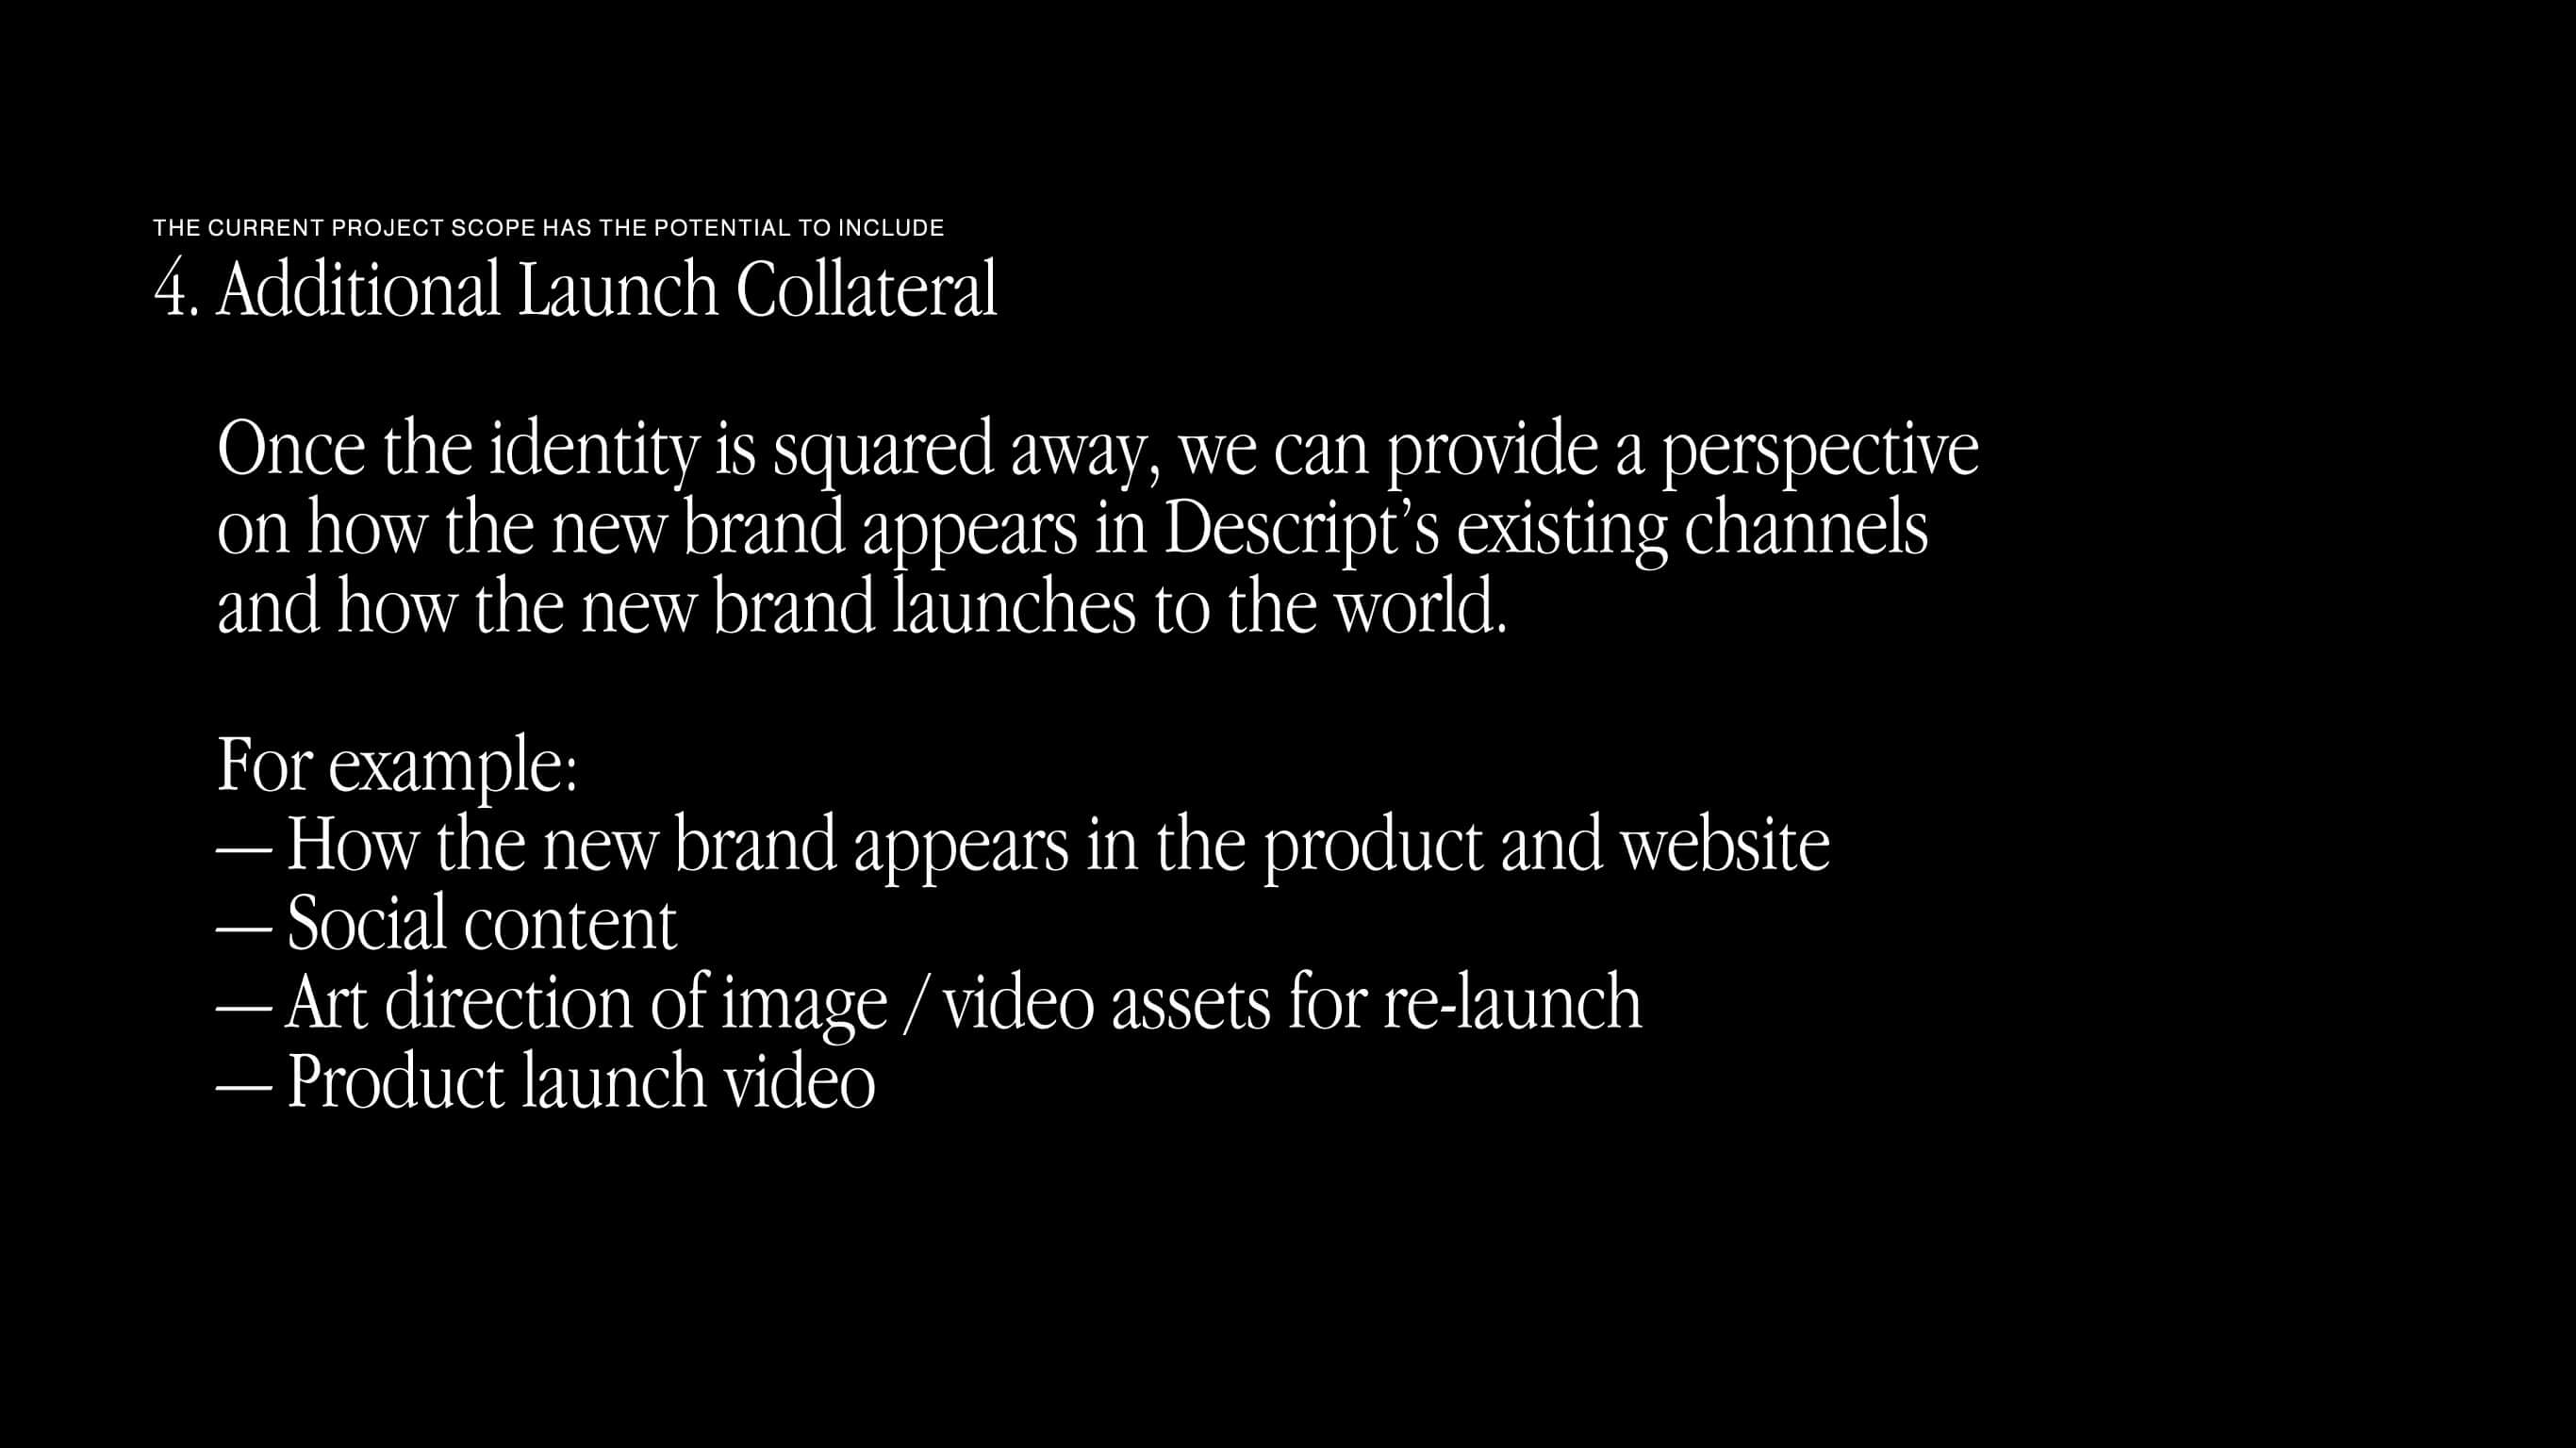 THE CURRENT PROJECT SCOPE HAS THE POTENTIAL TO INCLUDE
4. Additional Launch Collateral
Once the identity is squared away, we can provide a perspective
on how the new brand appears in Descript’s existing channels
and how the new brand launches to the world.
For example:
— How the new brand appears in the product and website
— Social content
— Art direction of image / video assets for re-launch
— Product launch video